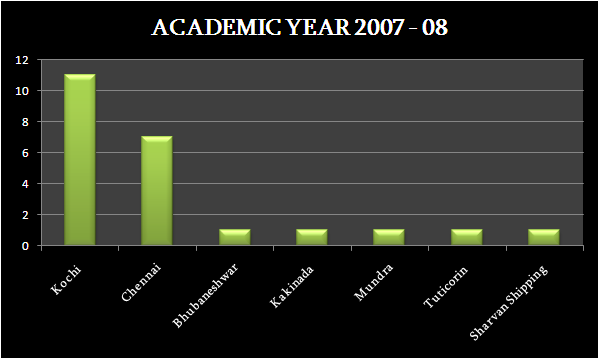 ACADEMIC YEAR 2007 - 08
12
10
8
6
4
2
0
Kochi
Chennai
Bhubaneshwar
Kakinada
Mundra
Tuticorin
Sharvan Shipping